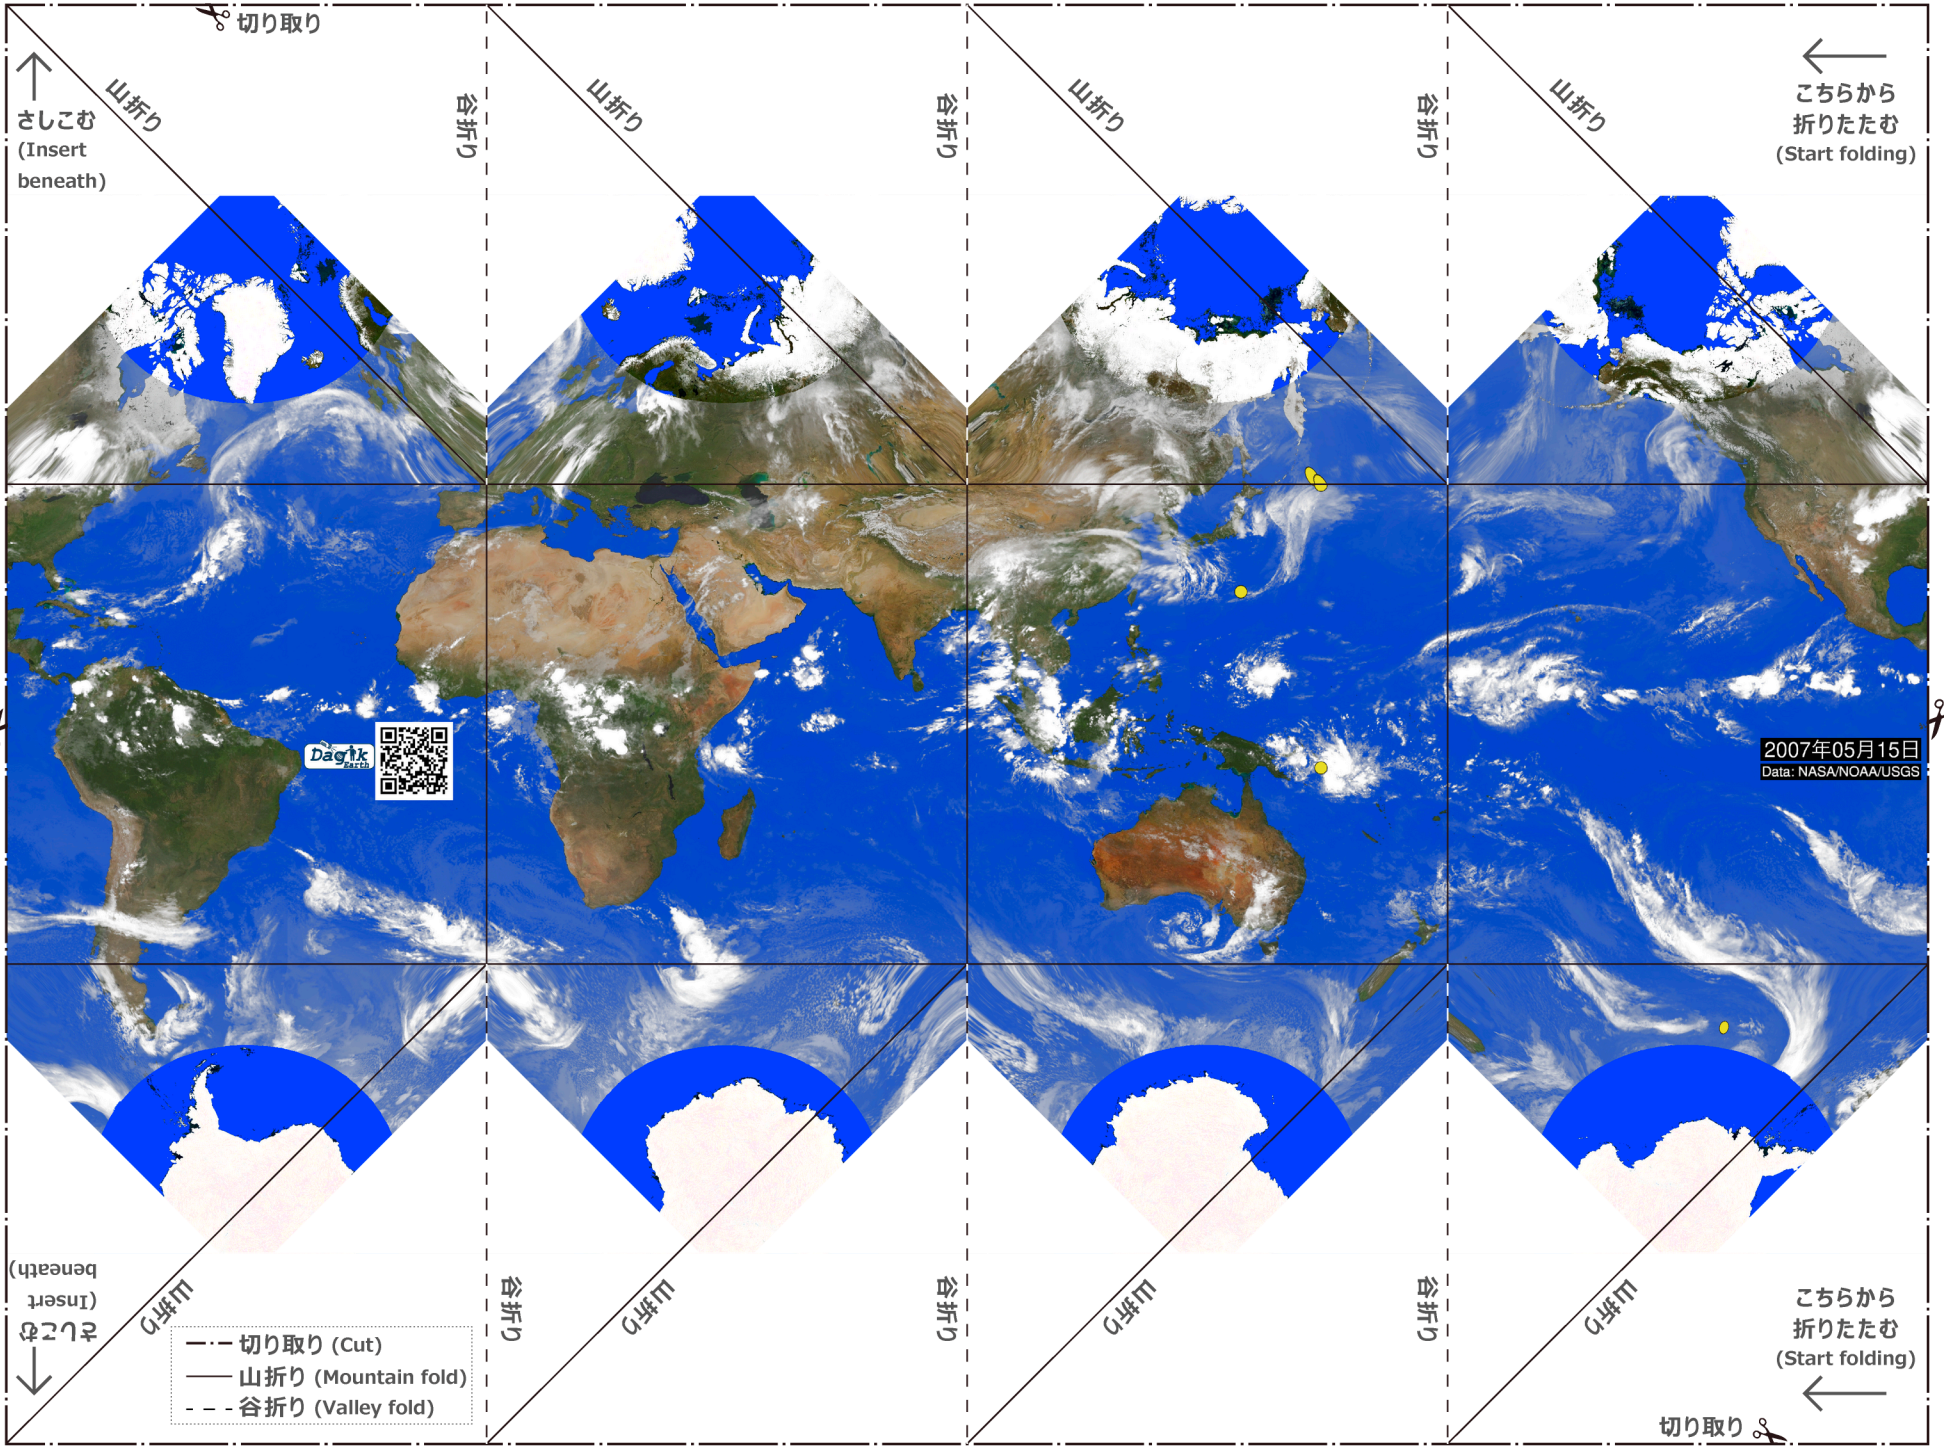 切り取り
山折り
谷折り
山折り
谷折り
山折り
谷折り
山折り
さしこむ
(Insert
beneath)
こちらから
折りたたむ
(Start folding)
Dagik
Earth
2007年05月15日
Data: NASA/NOAA/USGS
さしこむ
(Insert
beneath)
山折り
谷折り
山折り
谷折り
山折り
谷折り
山折り
切り取り (Cut)
山折り (Mountain fold)
谷折り (Valley fold)
こちらから
折りたたむ
(Start folding)
切り取り